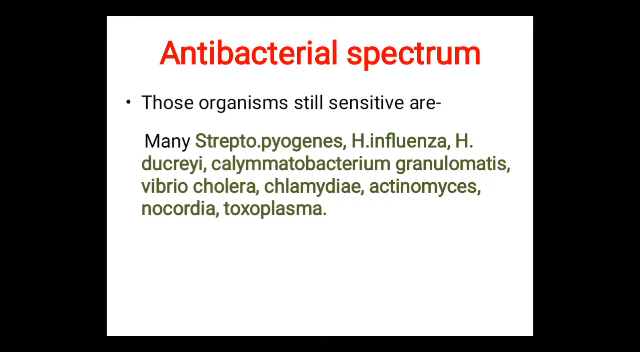 Antibacterial spectrum
• Those organisms still sensitive are-
Many Strepto.pyogenes, H.influenza, H.
ducreyi, calymmatobacterium granulomatis,
vibrio cholera, chlamydiae, actinomyces,
nocordia, toxoplasma.